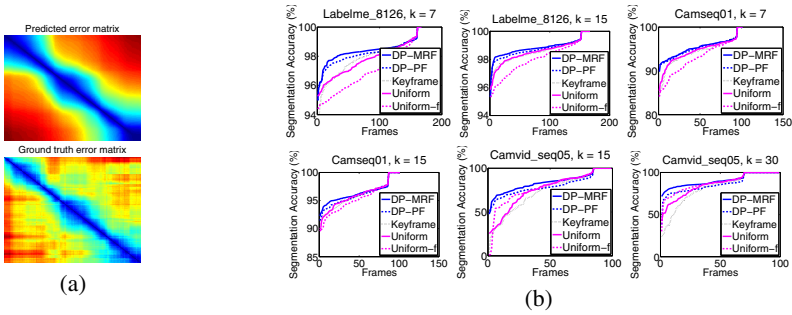 Predicted error matrix
Ground truth error matrix
(a)
Labelme_8126, k = 7
Segmentation Accuracy (%)
100
98
96
94
0
100
200
Frames
DP-MRF
DP-PF
Keyframe
Uniform
Uniform-f
Labelme_8126, k = 15
Segmentation Accuracy (%)
100
98
96
94
0
100
200
Frames
DP-MRF
DP-PF
Keyframe
Uniform
Uniform-f
Camseq01, k = 7
Segmentation Accuracy (%)
100
95
90
85
80
0
50
100
150
Frames
DP-MRF
DP-PF
Keyframe
Uniform
Uniform-f
Camseq01, k = 15
Segmentation Accuracy (%)
100
95
90
85
0
50
100
150
Frames
DP-MRF
DP-PF
Keyframe
Uniform
Uniform-f
Camvid_seq05, k = 15
Segmentation Accuracy (%)
100
50
0
0
50
100
Frames
DP-MRF
DP-PF
Keyframe
Uniform
Uniform-f
Camvid_seq05, k = 30
Segmentation Accuracy (%)
100
50
0
0
50
100
Frames
DP-MRF
DP-PF
Keyframe
Uniform
Uniform-f
(b)